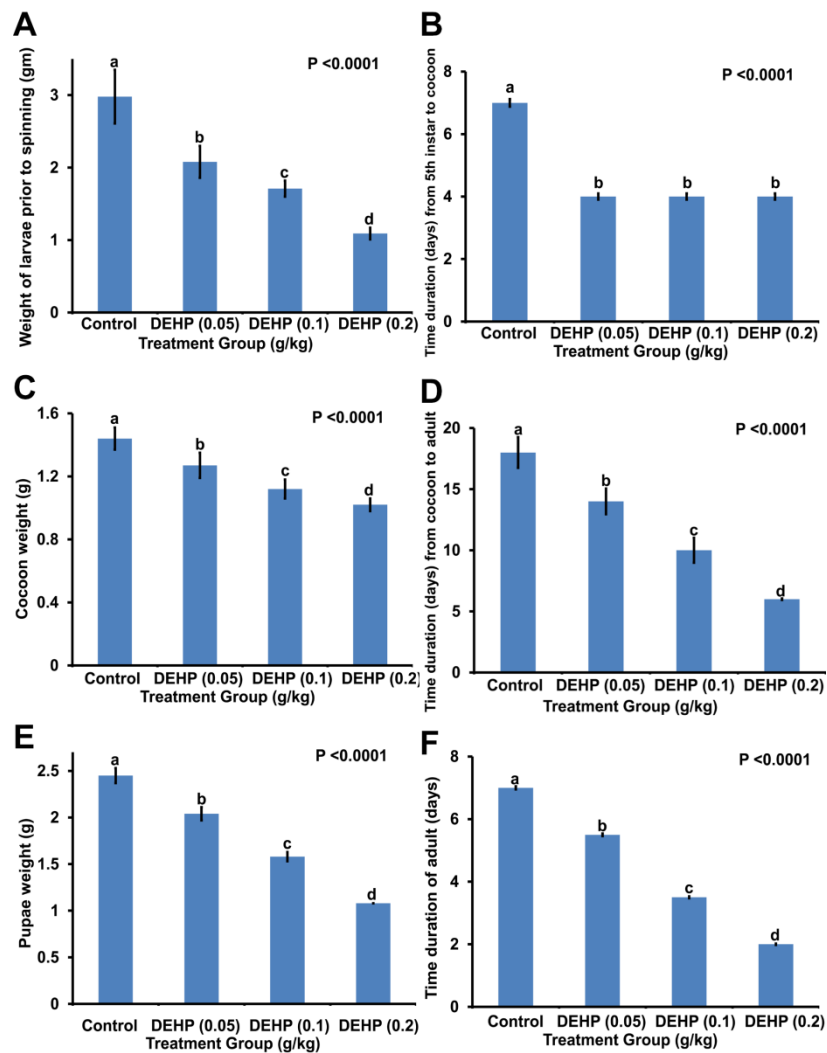 A
P <0.0001
Weight of larvae prior to spinning (gm)
3
2
1
0
a
b
c
d
Control DEHP (0.05) DEHP (0.1) DEHP (0.2)
Treatment Group (g/kg)
B
P <0.0001
Time duration (days) from 5th instar to cocoon
8
6
4
2
0
a
b
b
b
Control DEHP (0.05) DEHP (0.1) DEHP (0.2)
Treatment Group (g/kg)
C
P <0.0001
Cocoon weight (g)
1.6
1.2
0.8
0.4
0
a
b
c
d
Control DEHP (0.05) DEHP (0.1) DEHP (0.2)
Treatment Group (g/kg)
D
P <0.0001
Time duration (days) from cocoon to adult
20
15
10
5
0
a
b
c
d
Control DEHP (0.05) DEHP (0.1) DEHP (0.2)
Treatment Group (g/kg)
E
P <0.0001
Pupae weight (g)
2.5
2
1.5
1
0.5
0
a
b
c
d
Control DEHP (0.05) DEHP (0.1) DEHP (0.2)
Treatment Group (g/kg)
F
P <0.0001
Time duration of adult (days)
8
6
4
2
0
a
b
c
d
Control DEHP (0.05) DEHP (0.1) DEHP (0.2)
Treatment Group (g/kg)